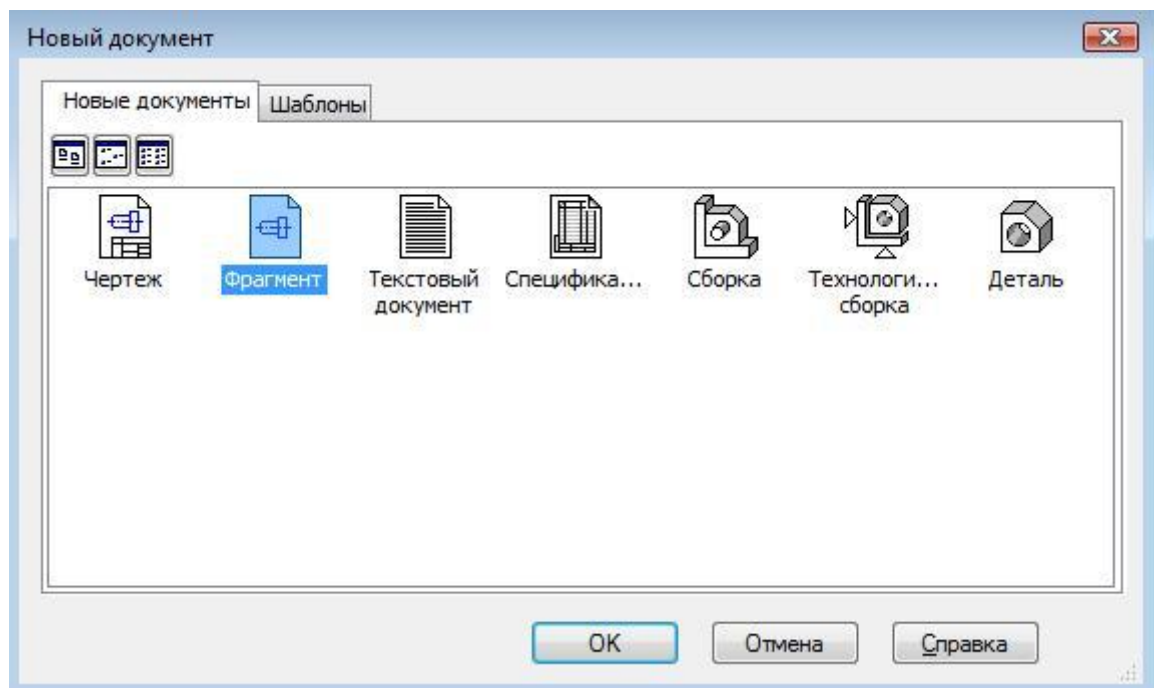 Новый документ
Новые документы Шаблоны
Чертеж Фрагмент Текстовый документ Специфика... Сборка Технологи... сборка Деталь
OK Отмена Справка